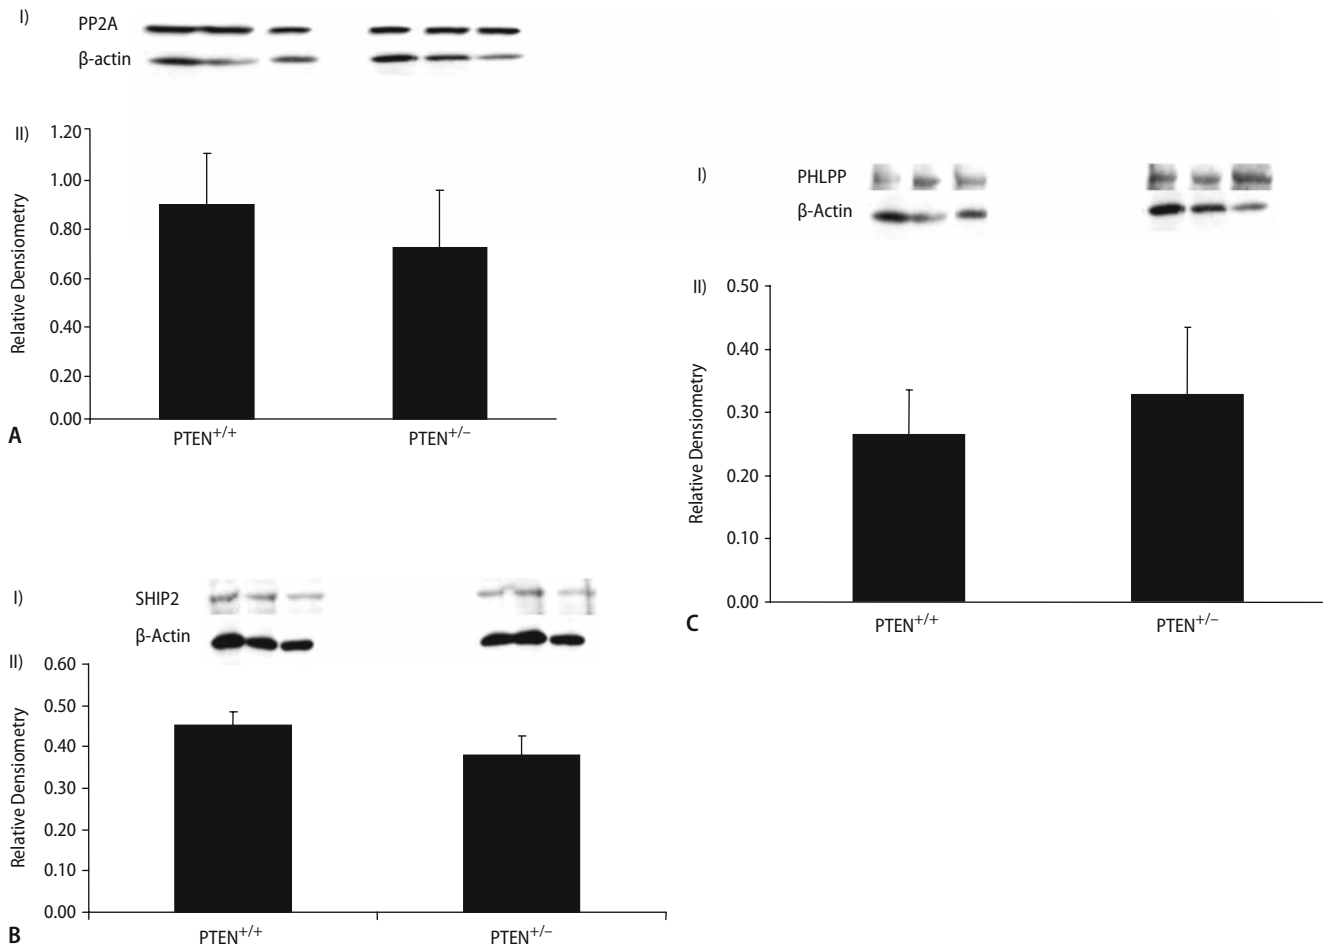 I)
PP2A
β-actin
II)
1.20
1.00
0.80
0.60
0.40
0.20
0.00
Relative Densiometry
PTEN+/+
PTEN+/–
A
I)
SHIP2
β-Actin
II)
0.60
0.50
0.40
0.30
0.20
0.10
0.00
Relative Densiometry
PTEN+/+
PTEN+/–
B
I)
PHLPP
β-Actin
II)
0.50
0.40
0.30
0.20
0.10
0.00
Relative Densiometry
PTEN+/+
PTEN+/–
C